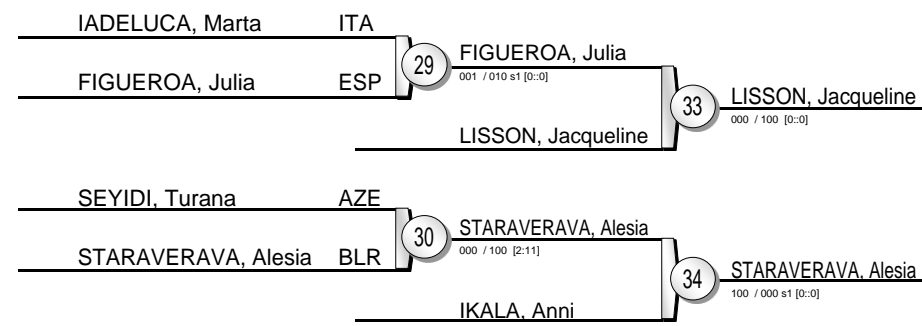 IADELUCA, Marta ITA
FIGUEROA, Julia
29
001 / 010 s1 [0::0]
FIGUEROA, Julia ESP
LISSON, Jacqueline
33
000 / 100 [0::0]
LISSON, Jacqueline
SEYIDI, Turana AZE
STARAVERAVA, Alesia
30
000 / 100 [2:11]
STARAVERAVA, Alesia BLR
STARAVERAVA, Alesia
34
100 / 000 s1 [0::0]
IKALA, Anni